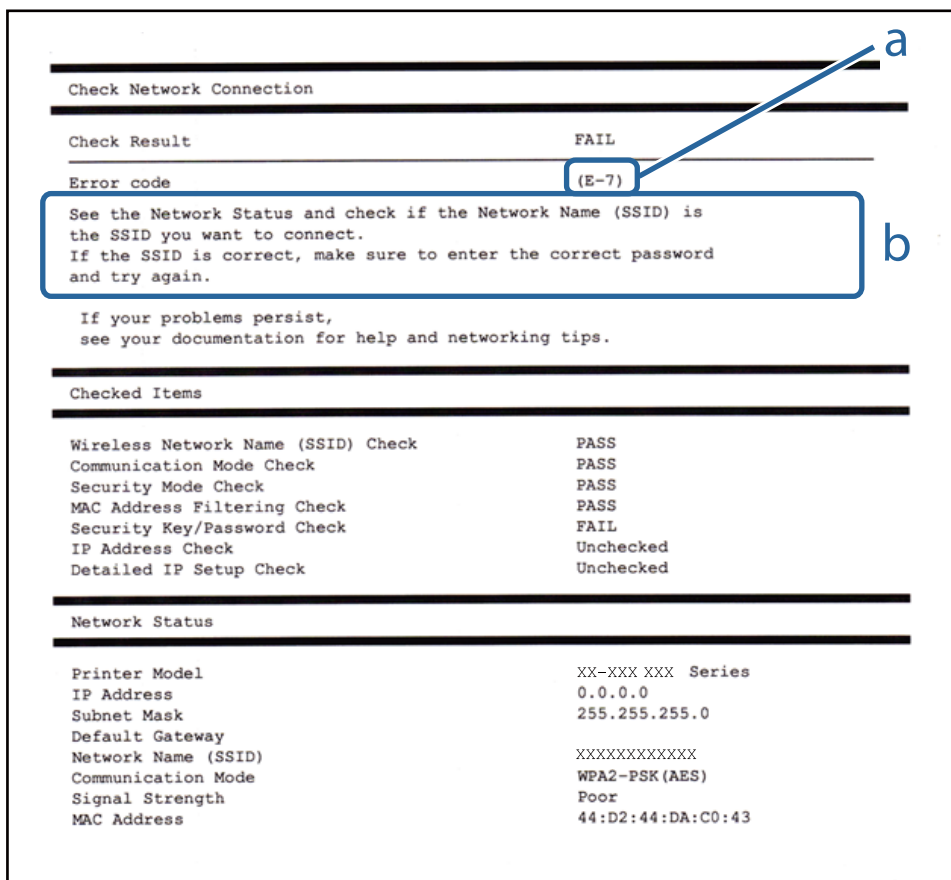 a
Check Network Connection
Check Result FAIL
Error code (E-7)
See the Network Status and check if the Network Name (SSID) is
the SSID you want to connect.
If the SSID is correct, make sure to enter the correct password
and try again.
b
If your problems persist,
see your documentation for help and networking tips.
Checked Items
Wireless Network Name (SSID) Check PASS
Communication Mode Check PASS
Security Mode Check PASS
MAC Address Filtering Check PASS
Security Key/Password Check FAIL
IP Address Check Unchecked
Detailed IP Setup Check Unchecked
Network Status
Printer Model XX-XXX XXX Series
IP Address 0.0.0.0
Subnet Mask 255.255.255.0
Default Gateway
Network Name (SSID) XXXXXXXXXXXX
Communication Mode WPA2-PSK(AES)
Signal Strength Poor
MAC Address 44:D2:44:DA:C0:43